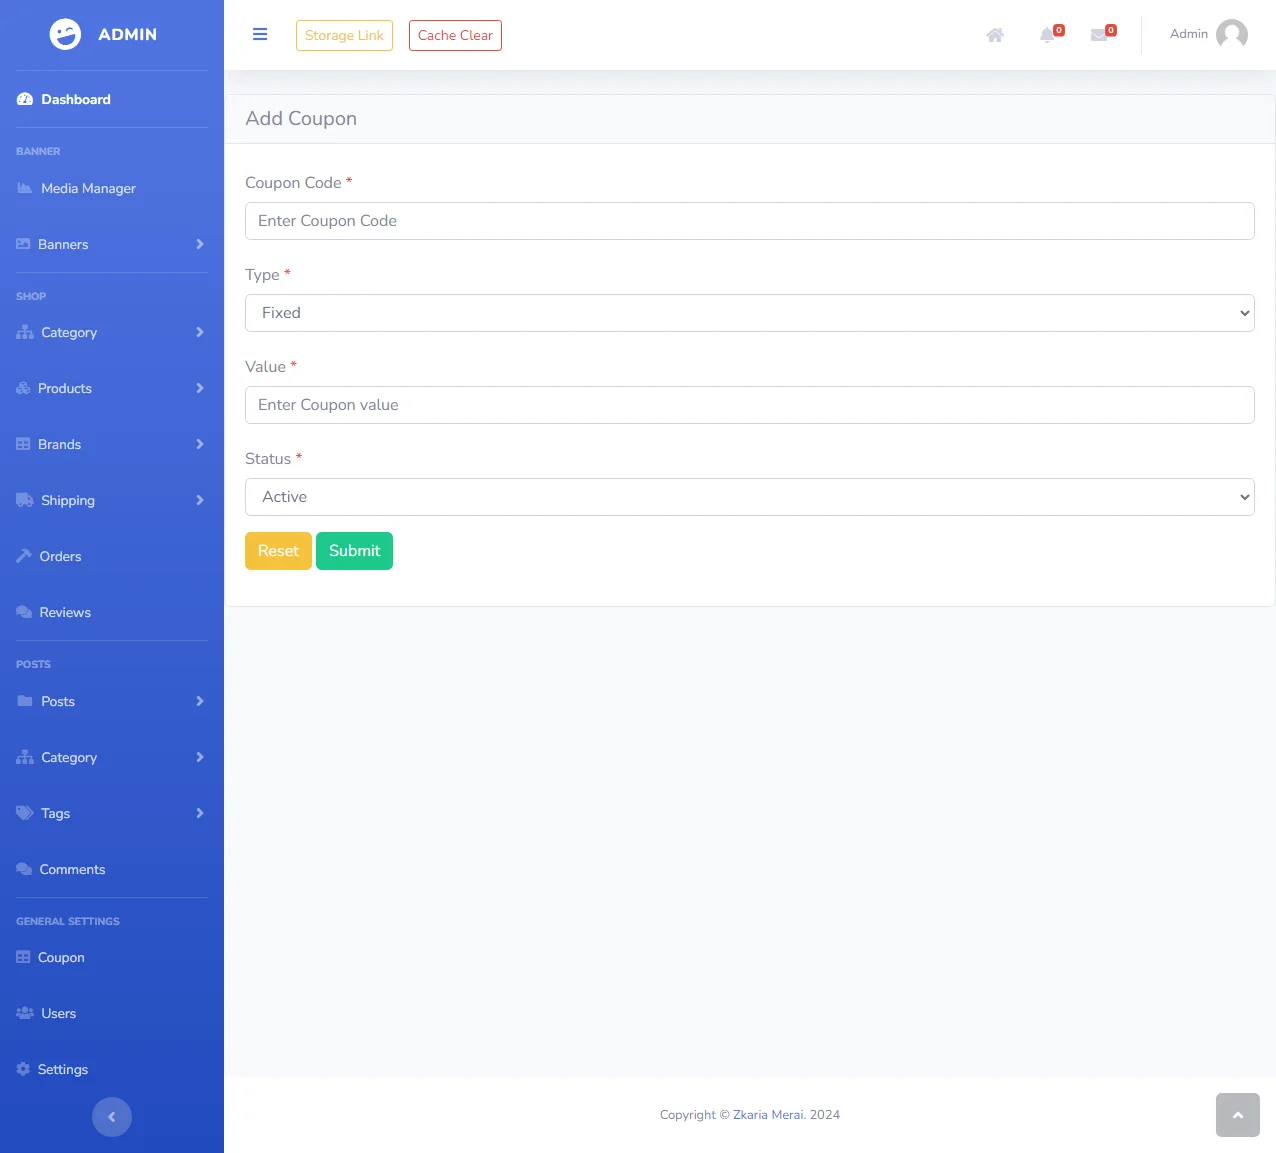 ADMIN
Dashboard
BANNER
Media Manager
Banners
SHOP
Category
Products
Brands
Shipping
Orders
Reviews
POSTS
Posts
Category
Tags
Comments
GENERAL SETTINGS
Coupon
Users
Settings
Storage Link Cache Clear 0 0 Admin
Add Coupon
Coupon Code *
Enter Coupon Code
Type *
Fixed
Value *
Enter Coupon value
Status *
Active
Reset Submit
Copyright © Zkaria Merai. 2024